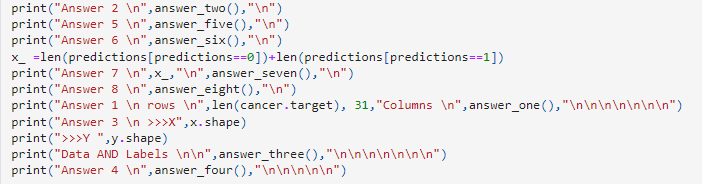 print("Answer 2 \n",answer_two(),"\n")
print("Answer 5 \n",answer_five(),"\n")
print("Answer 6 \n",answer_six(),"\n")
x_ =len(predictions[predictions==0])+len(predictions[predictions==1])
print("Answer 7 \n",x_,"\n",answer_seven(),"\n")
print("Answer 8 \n",answer_eight(),"\n")
print("Answer 1 \n rows \n",len(cancer.target), 31,"Columns \n",answer_one(),"\n\n\n\n\n\n\n")
print("Answer 3 \n >>>X",x.shape)
print(">>>Y ",y.shape)
print("Data AND Labels \n\n",answer_three(),"\n\n\n\n\n\n\n")
print("Answer 4 \n",answer_four(),"\n\n\n\n\n")